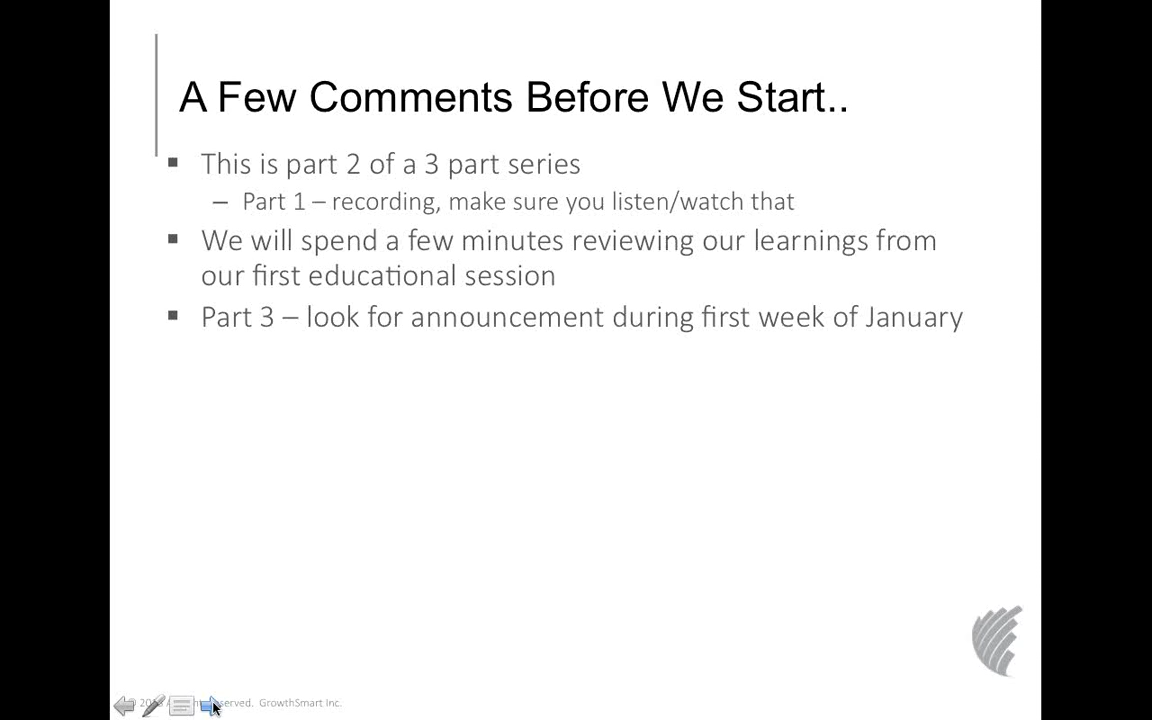 A Few Comments Before We Start..
▪ This is part 2 of a 3 part series
– Part 1 – recording, make sure you listen/watch that
▪ We will spend a few minutes reviewing our learnings from
our first educational session
▪ Part 3 – look for announcement during first week of January
served. GrowthSmart Inc.